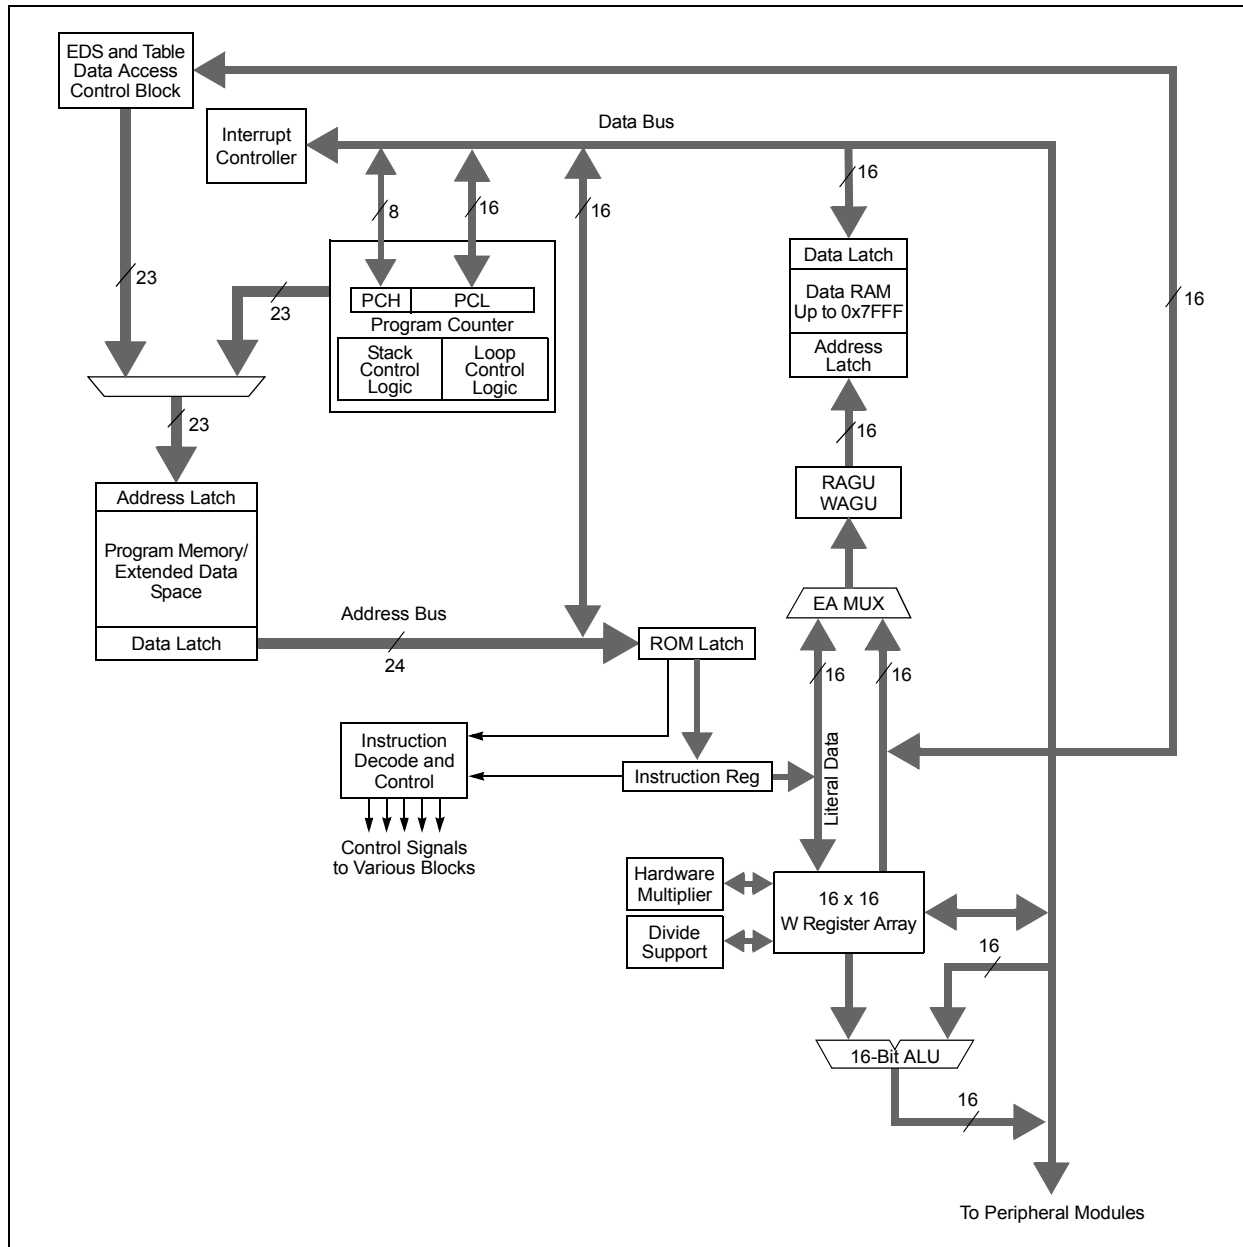 EDS and Table
Data Access
Control Block
Interrupt
Controller
Data Bus
8
16
16
16
16
23
23
PCH
PCL
Program Counter
Stack
Control
Logic
Loop
Control
Logic
Data Latch
Data RAM
Up to 0x7FFF
Address
Latch
23
16
RAGU
WAGU
Address Latch
Program Memory/
Extended Data
Space
Data Latch
Address Bus
24
EA MUX
ROM Latch
16
16
Instruction
Decode and
Control
Instruction Reg
Literal Data
Control Signals
to Various Blocks
Hardware
Multiplier
Divide
Support
16 x 16
W Register Array
16
16-Bit ALU
16
To Peripheral Modules